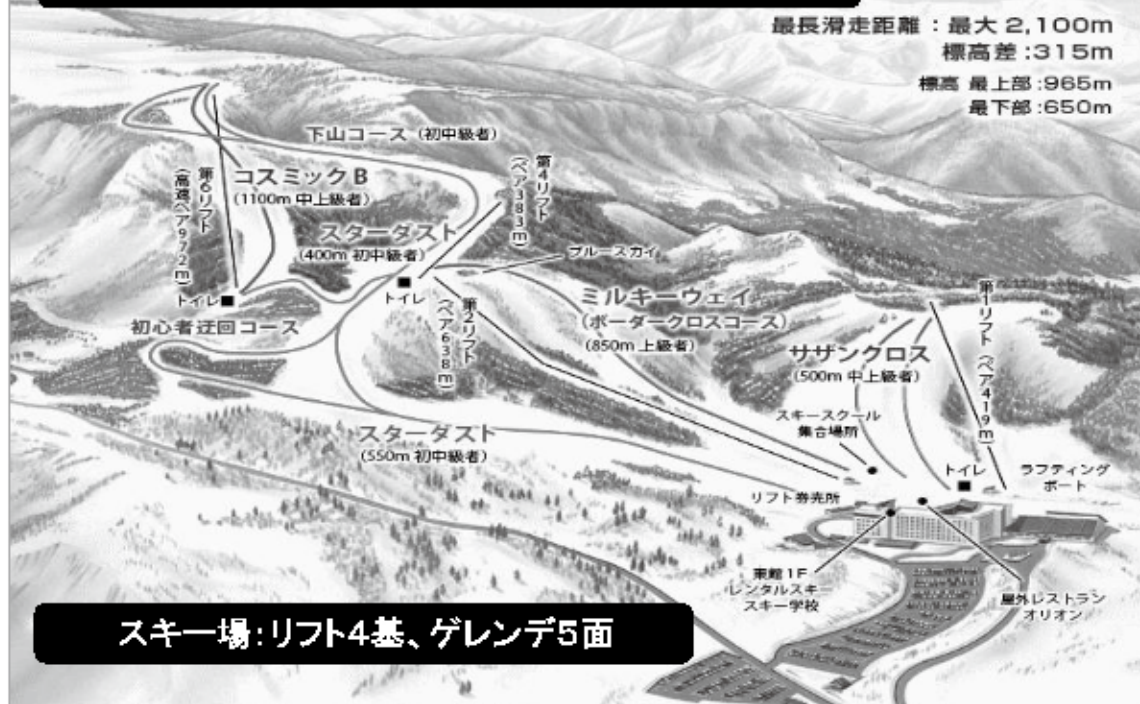 最長滑走距離：最大2,100m
標高差：315m
標高 最上部：965m
最下部：650m
下山コース（初中級者）
第6リフト
（高速ペア972m）
コスミックB
（1100m 中上級者）
第4リフト
（ペア383m）
スターダスト
（400m 初中級者）
ブルースカイ
トイレ
トイレ
初心者迂回コース
第2リフト
（ペア638m）
ミルキーウェイ
（ボーダークロスコース）
（850m 上級者）
第1リフト（ペア419m）
サザンクロス
（500m 中上級者）
スキースクール
集合場所
スターダスト
（550m 初中級者）
トイレ
ラフティング
ボート
リフト券売所
東館1F
レンタルスキー
スキー学校
屋外レストラン
オリオン
スキー場：リフト4基、ゲレンデ5面